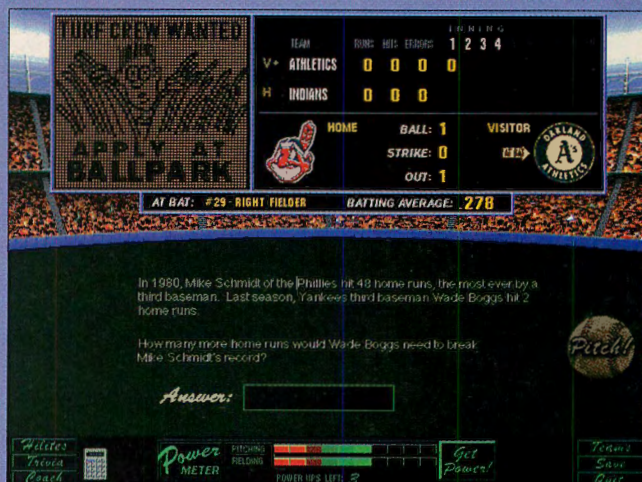 TURF CREW WANTED
APPLY AT
BALLPARK
INNING
TEAM RUNS HITS ERRORS 1 2 3 4
V• ATHLETICS 0 0 0 0
H INDIANS 0 0 0
HOME BALL: 1 VISITOR
STRIKE: 0 AT BAT
OUT: 1
OAKLAND
A's
ATHLETICS
AT BAT: #29 - RIGHT FIELDER BATTING AVERAGE: .278
In 1980, Mike Schmidt of the Phillies hit 48 home runs, the most ever by a
third baseman. Last season, Yankees third baseman Wade Boggs hit 2
home runs.
How many more home runs would Wade Boggs need to break
Mike Schmidt's record?
Pitch!
Answer:
Hilites
Trivia
Coach
Power
METER
PITCHING
FIELDING
POWER UPS LEFT: 3
Get
Power!
Teams
Save
Quit